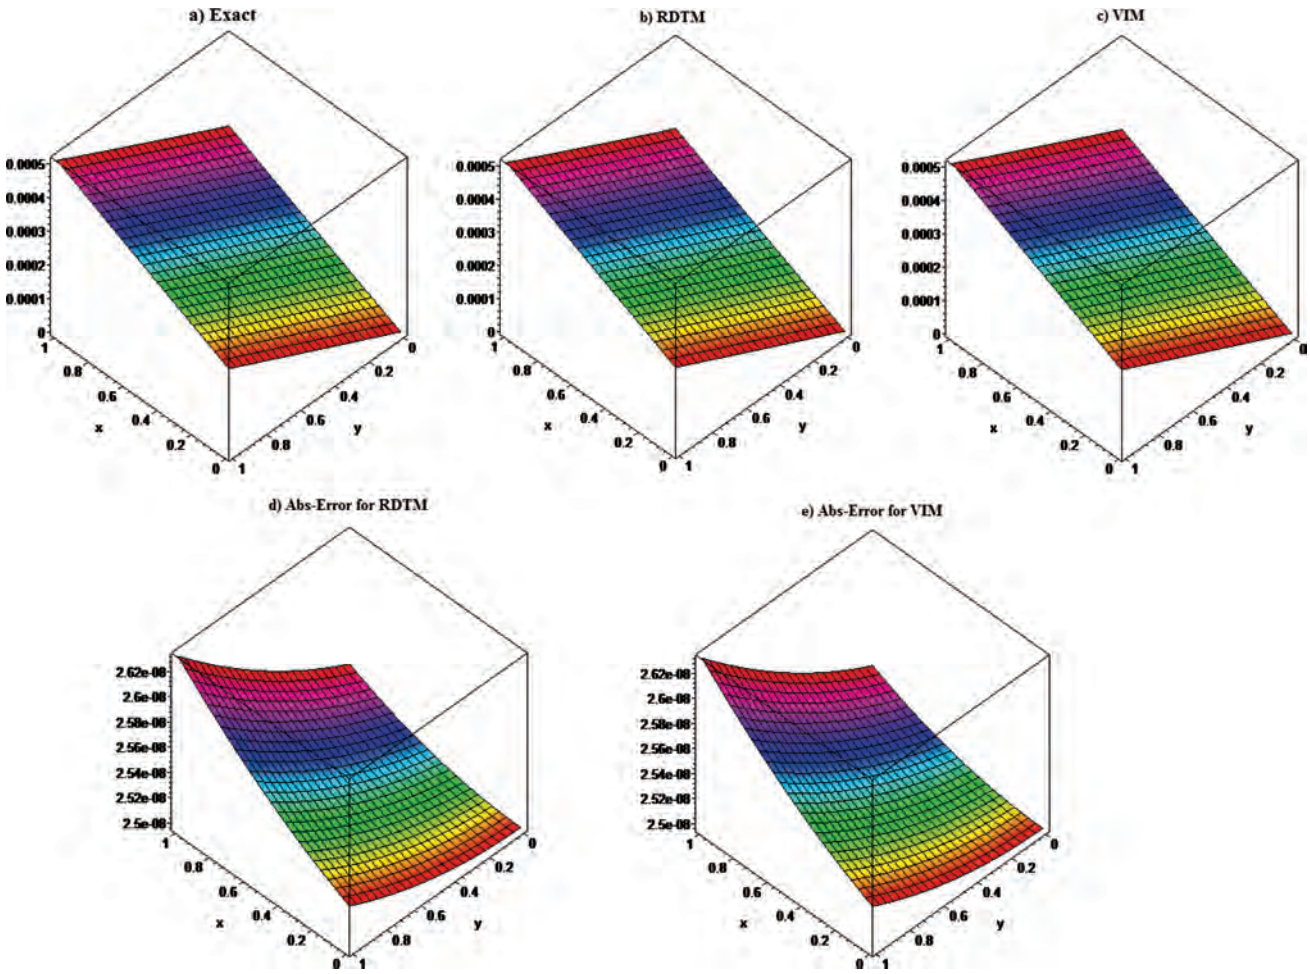 a) Exact
b) RDTM
c) VIM
0.0005
0.0004
0.0003
0.0002
0.0001
0
1
0.8
0.6
0.4
0.2
0
x
1
0.8
0.6
0.4
0.2
0
y
0.0005
0.0004
0.0003
0.0002
0.0001
0
1
0.8
0.6
0.4
0.2
0
x
1
0.8
0.6
0.4
0.2
0
y
0.0005
0.0004
0.0003
0.0002
0.0001
0
1
0.8
0.6
0.4
0.2
0
x
1
0.8
0.6
0.4
0.2
0
y
d) Abs-Error for RDTM
e) Abs-Error for VIM
2.62e-08
2.6e-08
2.58e-08
2.56e-08
2.54e-08
2.52e-08
2.5e-08
1
0.8
0.6
0.4
0.2
0
x
1
0.8
0.6
0.4
0.2
0
y
2.62e-08
2.6e-08
2.58e-08
2.56e-08
2.54e-08
2.52e-08
2.5e-08
1
0.8
0.6
0.4
0.2
0
x
1
0.8
0.6
0.4
0.2
0
y